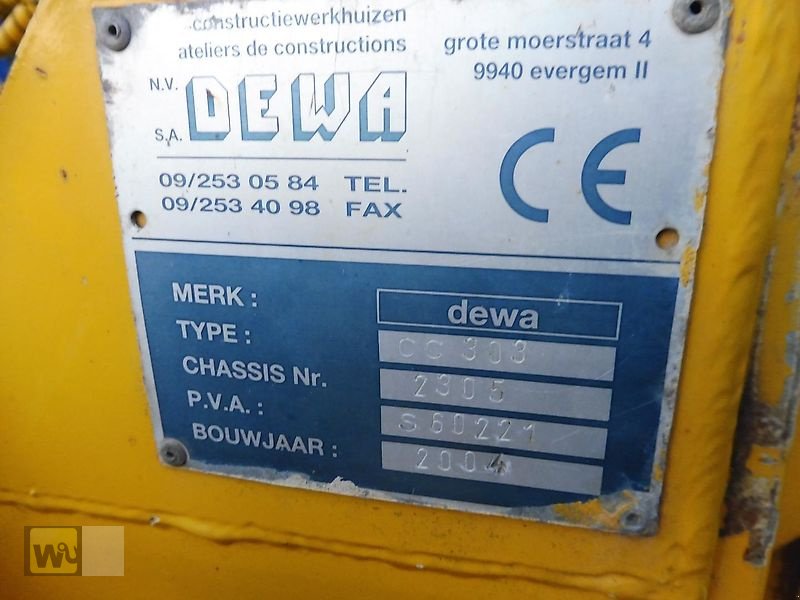 constructiewerkhuizen
ateliers de constructions
N.V.
S.A.
DEWA
grote moerstraat 4
9940 evergem II
09/253 05 84 TEL.
09/253 40 98 FAX
CE
MERK : dewa
TYPE : CC 303
CHASSIS Nr. 2305
P.V.A. : S60221
BOUWJAAR : 2004
W